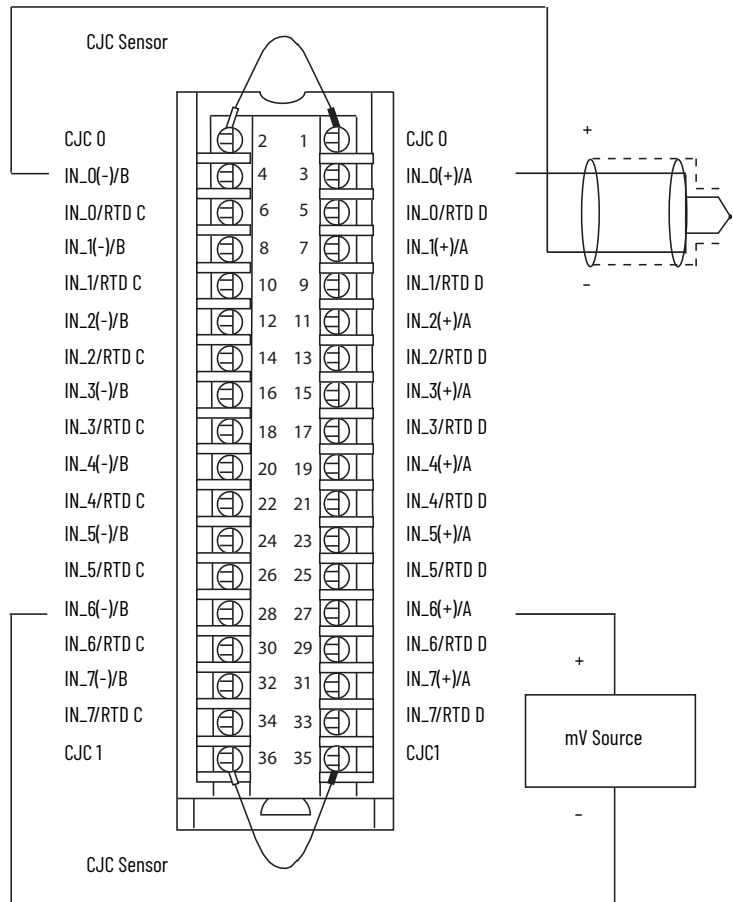 CJC Sensor
CJC 0 2 1 CJC 0 +
IN_0(-)/B 4 3 IN_0(+)/A
IN_0/RTD C 6 5 IN_0/RTD D
IN_1(-)/B 8 7 IN_1(+)/A
IN_1/RTD C 10 9 IN_1/RTD D -
IN_2(-)/B 12 11 IN_2(+)/A
IN_2/RTD C 14 13 IN_2/RTD D
IN_3(-)/B 16 15 IN_3(+)/A
IN_3/RTD C 18 17 IN_3/RTD D
IN_4(-)/B 20 19 IN_4(+)/A
IN_4/RTD C 22 21 IN_4/RTD D
IN_5(-)/B 24 23 IN_5(+)/A
IN_5/RTD C 26 25 IN_5/RTD D
IN_6(-)/B 28 27 IN_6(+)/A
IN_6/RTD C 30 29 IN_6/RTD D +
IN_7(-)/B 32 31 IN_7(+)/A
IN_7/RTD C 34 33 IN_7/RTD D
mV Source
CJC 1 36 35 CJC1
-
CJC Sensor